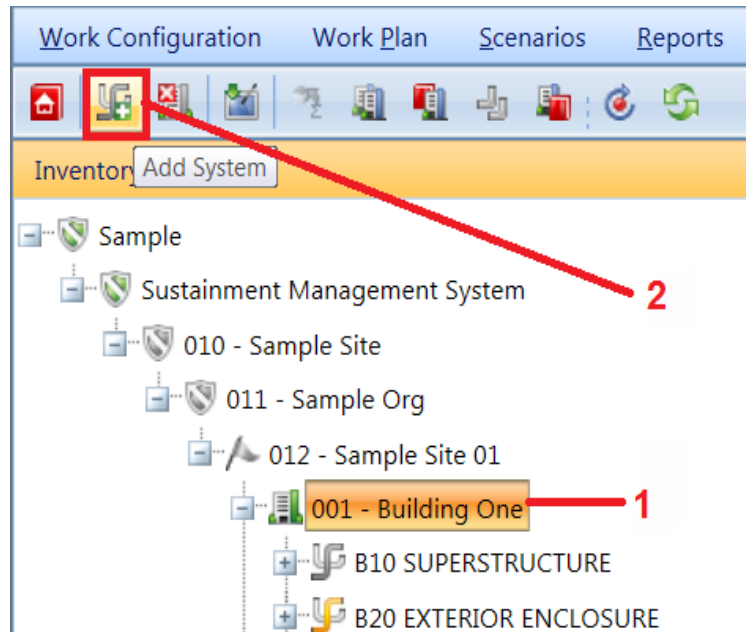 Work Configuration Work Plan Scenarios Reports
Inventory Add System
Sample
Sustainment Management System
2
010 - Sample Site
011 - Sample Org
012 - Sample Site 01
001 - Building One 1
B10 SUPERSTRUCTURE
B20 EXTERIOR ENCLOSURE